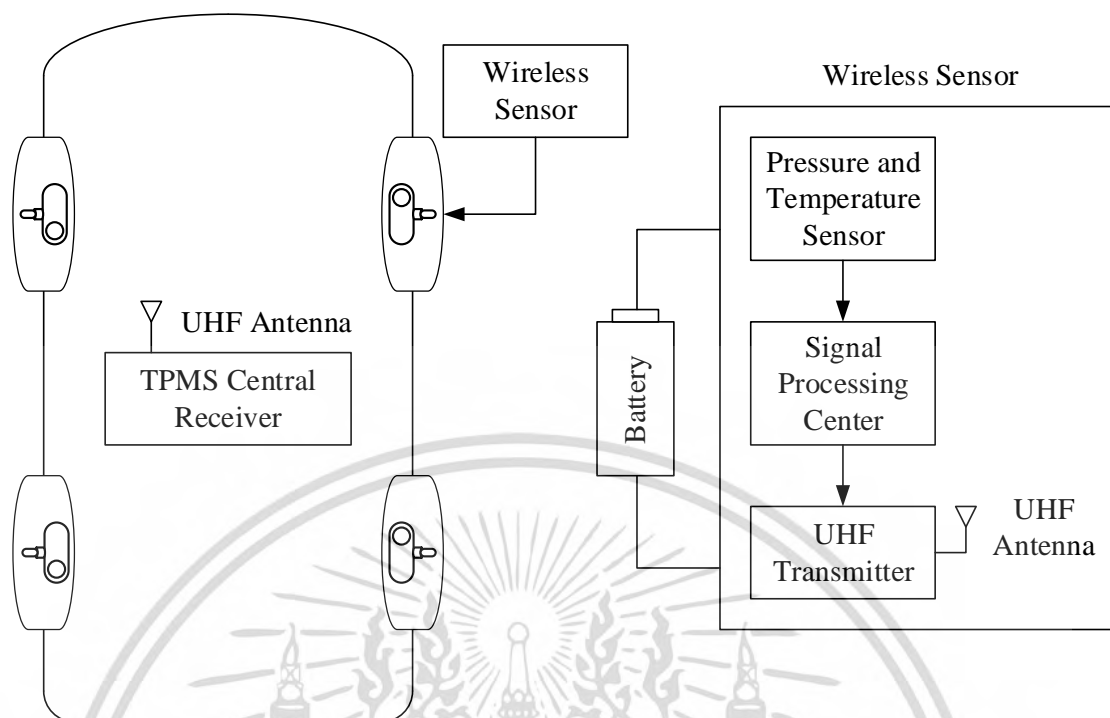 Wireless
Sensor
UHF Antenna
TPMS Central
Receiver
Wireless Sensor
Pressure and
Temperature
Sensor
Battery
Signal
Processing
Center
UHF
Transmitter
UHF
Antenna